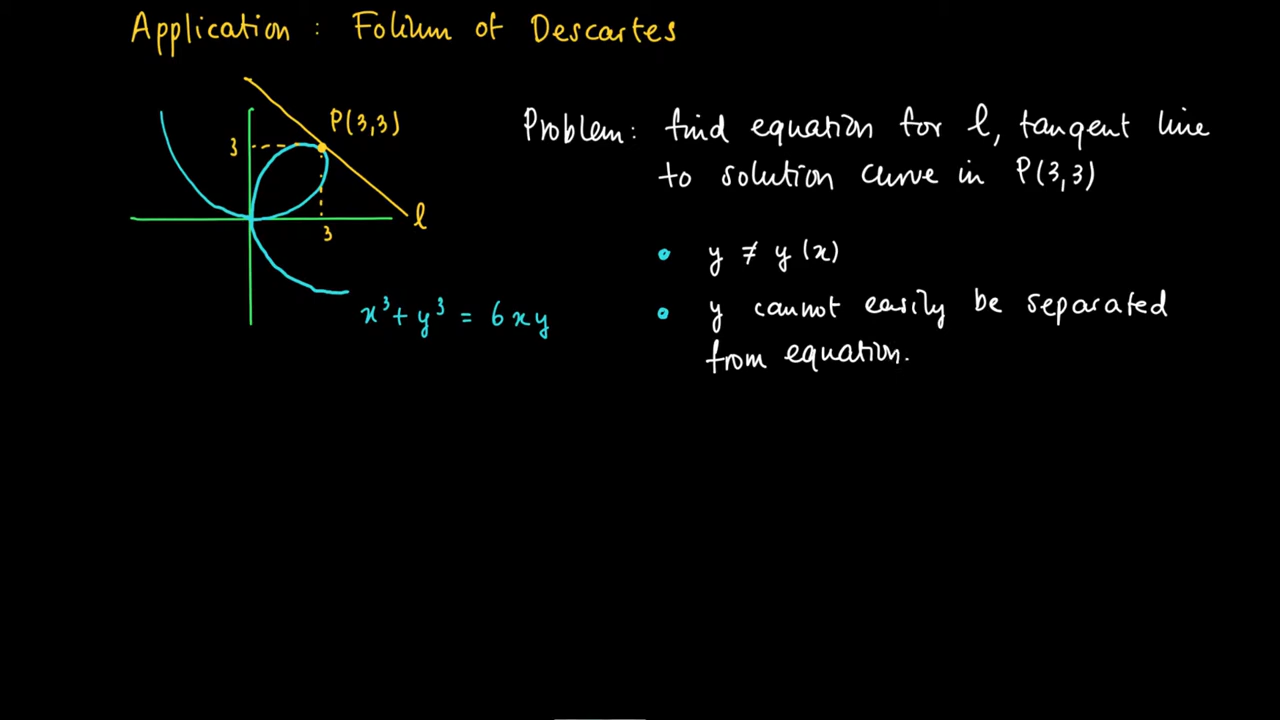 Application : Folium of Descartes
P(3,3)
3
3
l
x³ + y³ = 6xy
Problem: find equation for l, tangent line
to solution curve in P(3,3)
• y ≠ y(x)
• y cannot easily be separated
from equation.